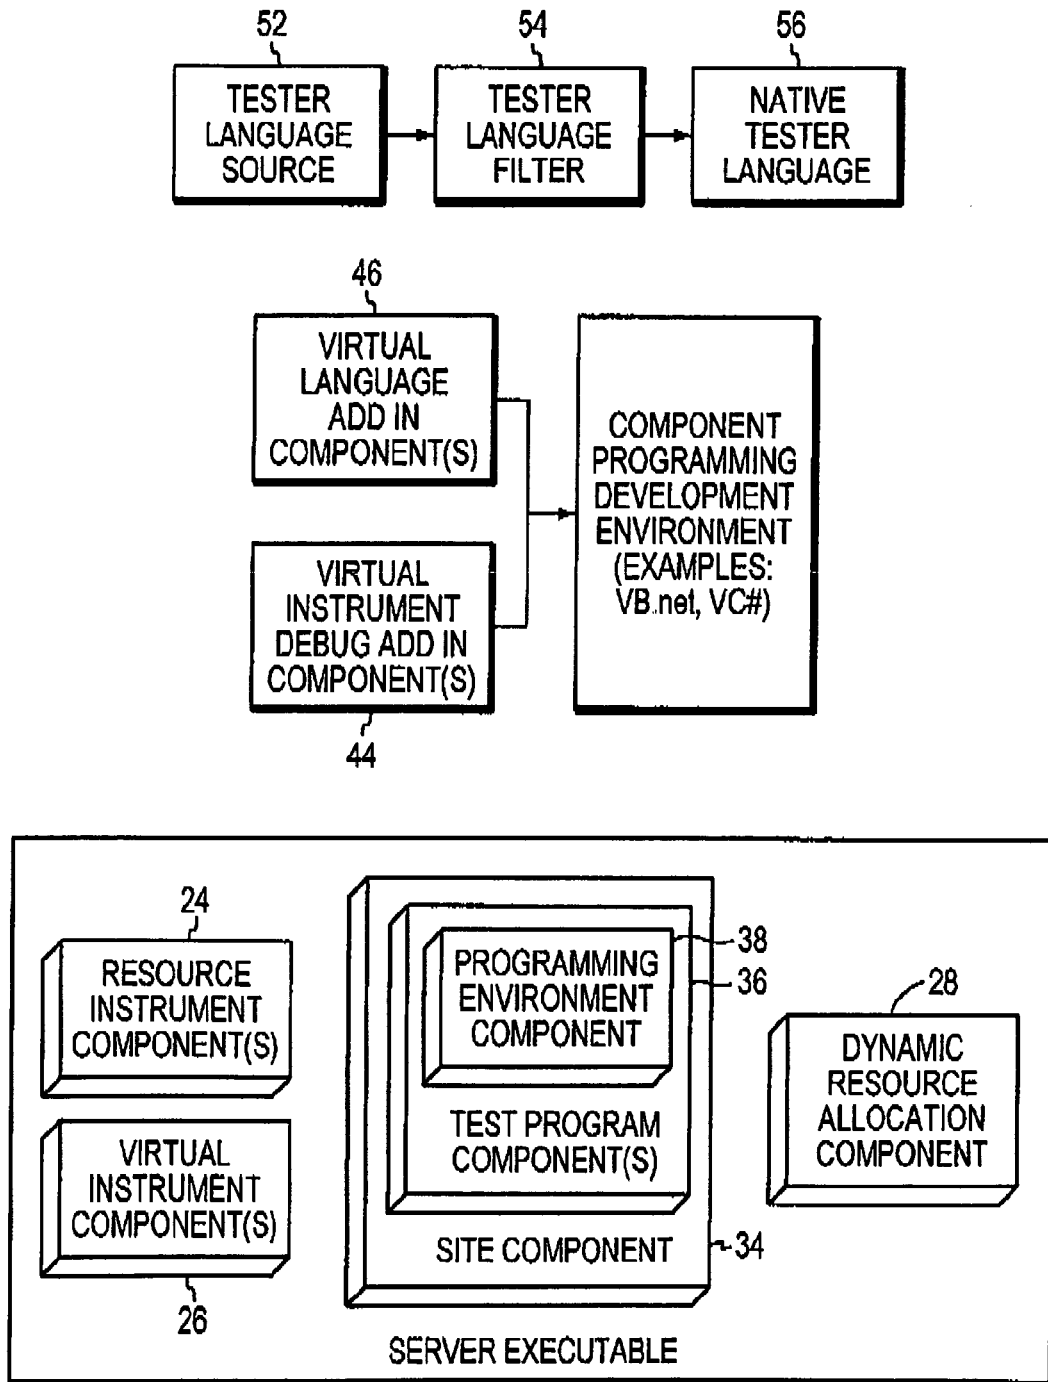 52
54
56
TESTER
LANGUAGE
SOURCE
TESTER
LANGUAGE
FILTER
NATIVE
TESTER
LANGUAGE
46
VIRTUAL
LANGUAGE
ADD IN
COMPONENT(S)
VIRTUAL
INSTRUMENT
DEBUG ADD IN
COMPONENT(S)
44
COMPONENT
PROGRAMMING
DEVELOPMENT
ENVIRONMENT
(EXAMPLES:
VB.net, VC#)
24
RESOURCE
INSTRUMENT
COMPONENT(S)
VIRTUAL
INSTRUMENT
COMPONENT(S)
26
PROGRAMMING
ENVIRONMENT
COMPONENT
38
36
TEST PROGRAM
COMPONENT(S)
SITE COMPONENT
34
28
DYNAMIC
RESOURCE
ALLOCATION
COMPONENT
SERVER EXECUTABLE